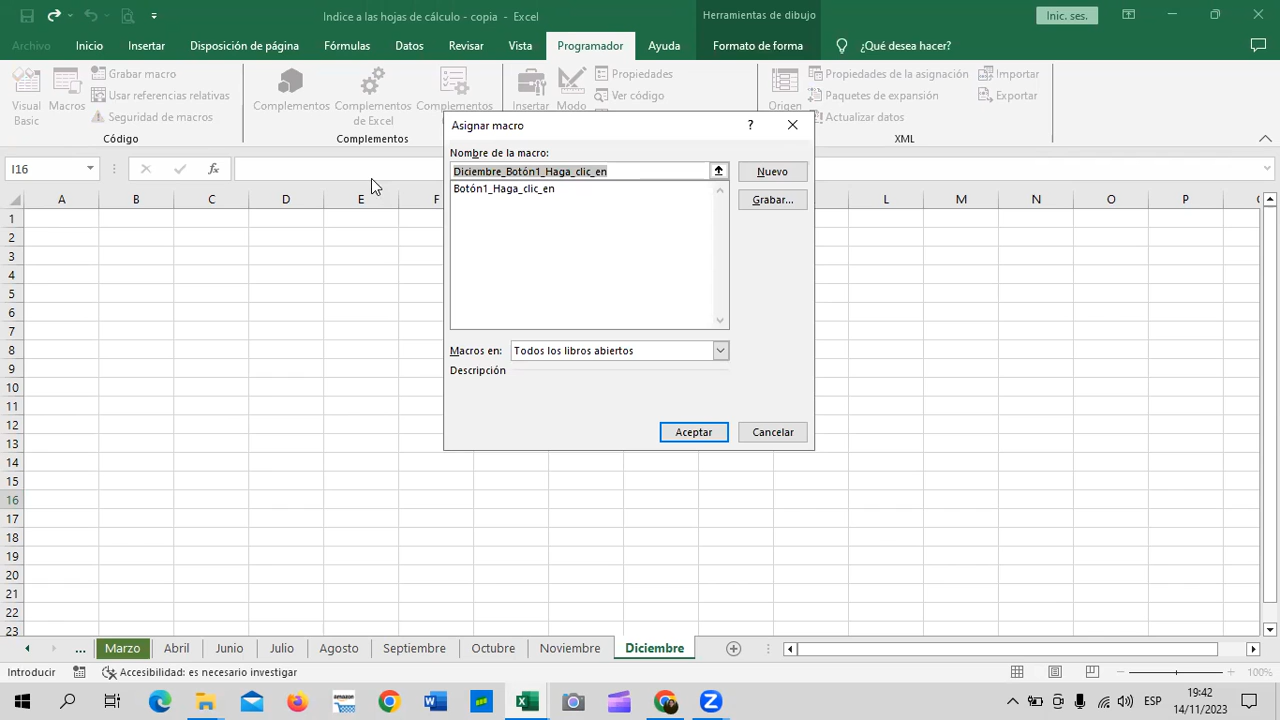 Indice a las hojas de cálculo - copia - Excel
Herramientas de dibujo
Inic. ses.
Archivo
Inicio
Insertar
Disposición de página
Fórmulas
Datos
Revisar
Vista
Programador
Ayuda
Formato de forma
¿Qué desea hacer?
Visual Basic
Macros
Grabar macro
Usar referencias relativas
Seguridad de macros
Código
Complementos
Complementos de Excel
Complementos
Complementos
Insertar
Modo
Propiedades
Ver código
Origen
Propiedades de la asignación
Paquetes de expansión
Actualizar datos
Importar
Exportar
XML
I16
fx
A B C D E F L M N O P
1
2
3
4
5
6
7
8
9
10
11
12
13
14
15
16
17
18
19
20
21
22
23
Asignar macro
?
Nombre de la macro:
Diciembre_Botón1_Haga_clic_en
Botón1_Haga_clic_en
Nuevo
Grabar...
Macros en:
Todos los libros abiertos
Descripción
Aceptar
Cancelar
...
Marzo
Abril
Junio
Julio
Agosto
Septiembre
Octubre
Noviembre
Diciembre
Introducir
Accesibilidad: es necesario investigar
100%
amazon
ESP
19:42
14/11/2023